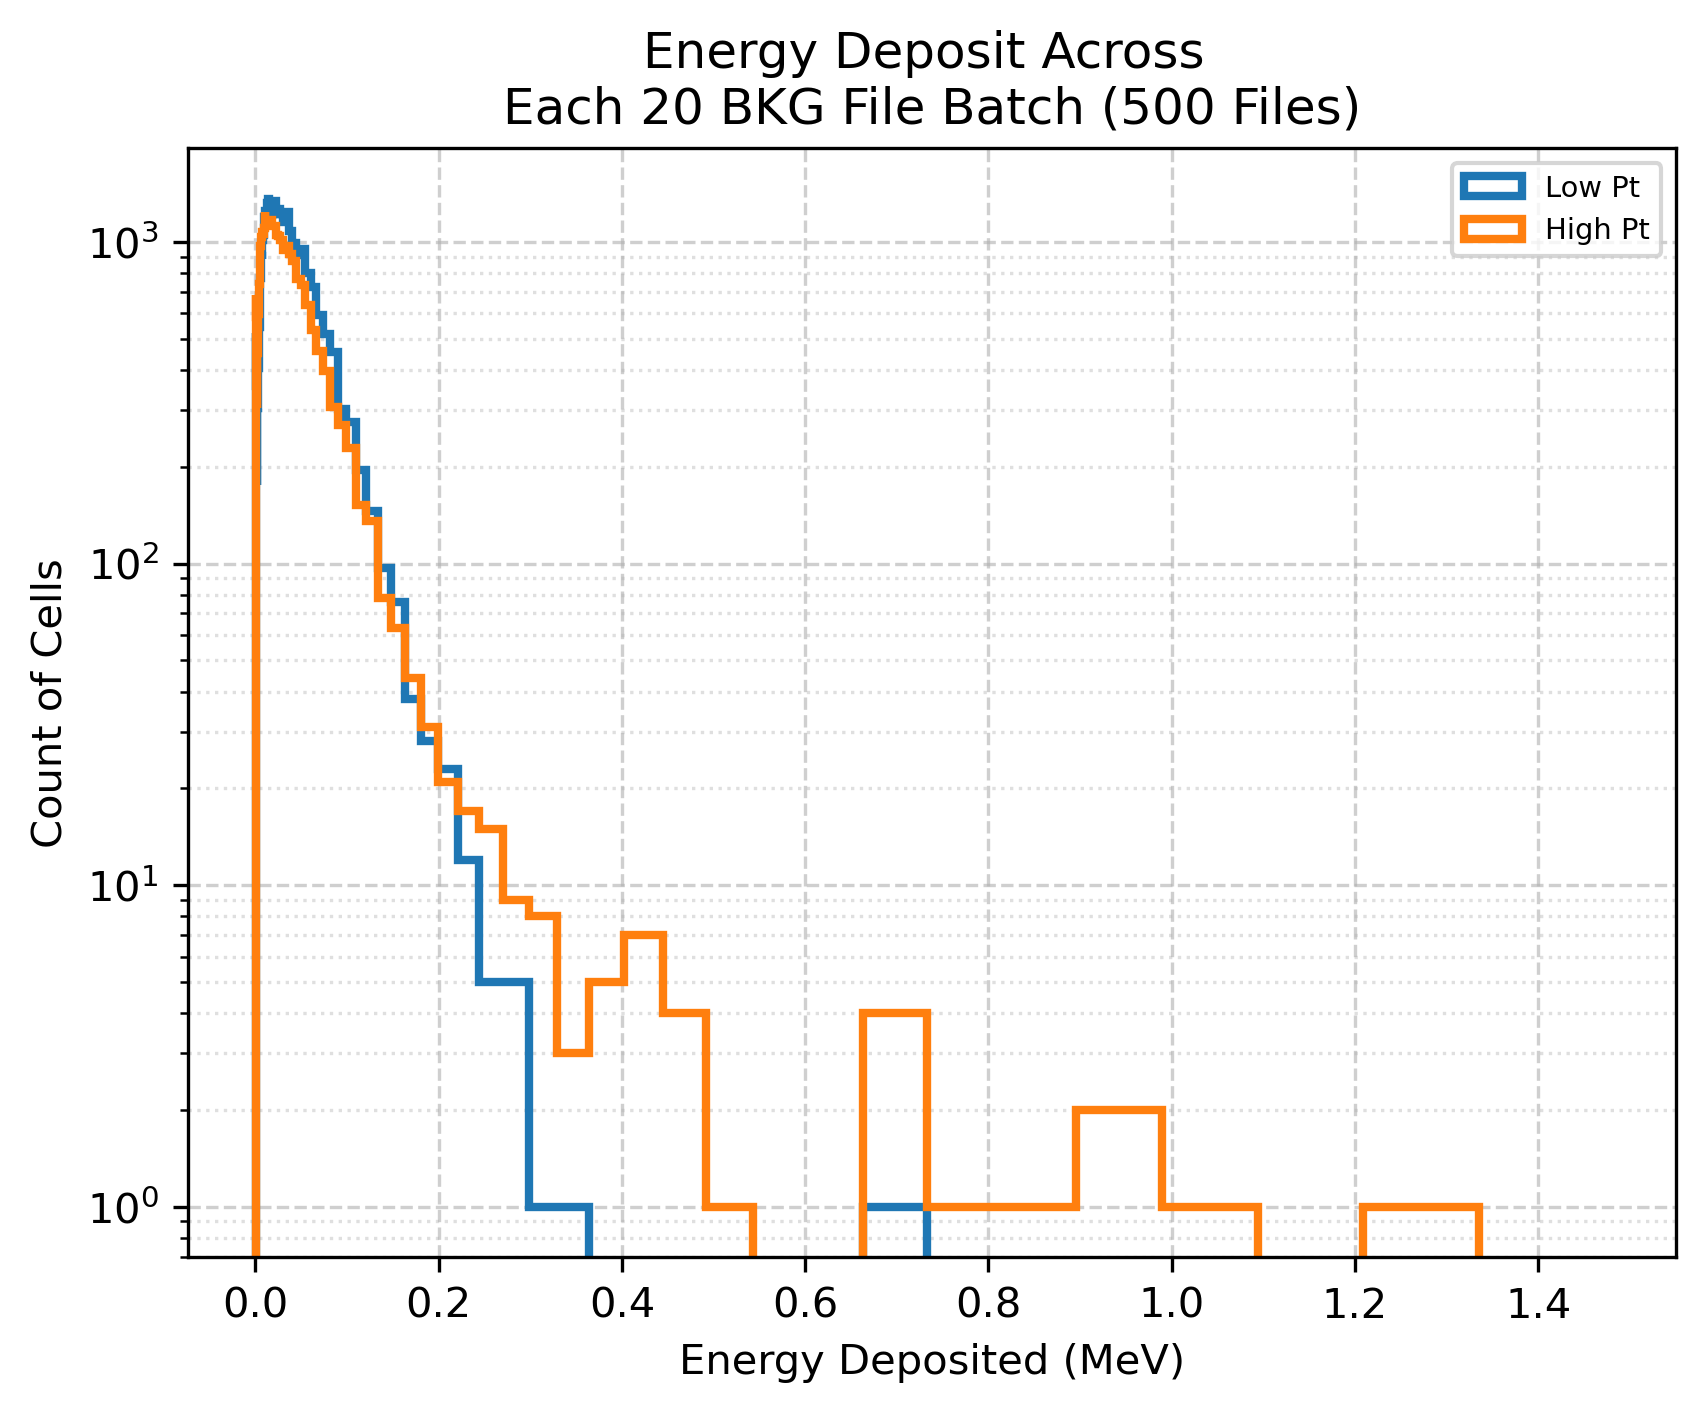 Energy Deposit Across
Each 20 BKG File Batch (500 Files)
Low Pt
High Pt
10³
10²
10¹
10⁰
Count of Cells
0.0 0.2 0.4 0.6 0.8 1.0 1.2 1.4
Energy Deposited (MeV)